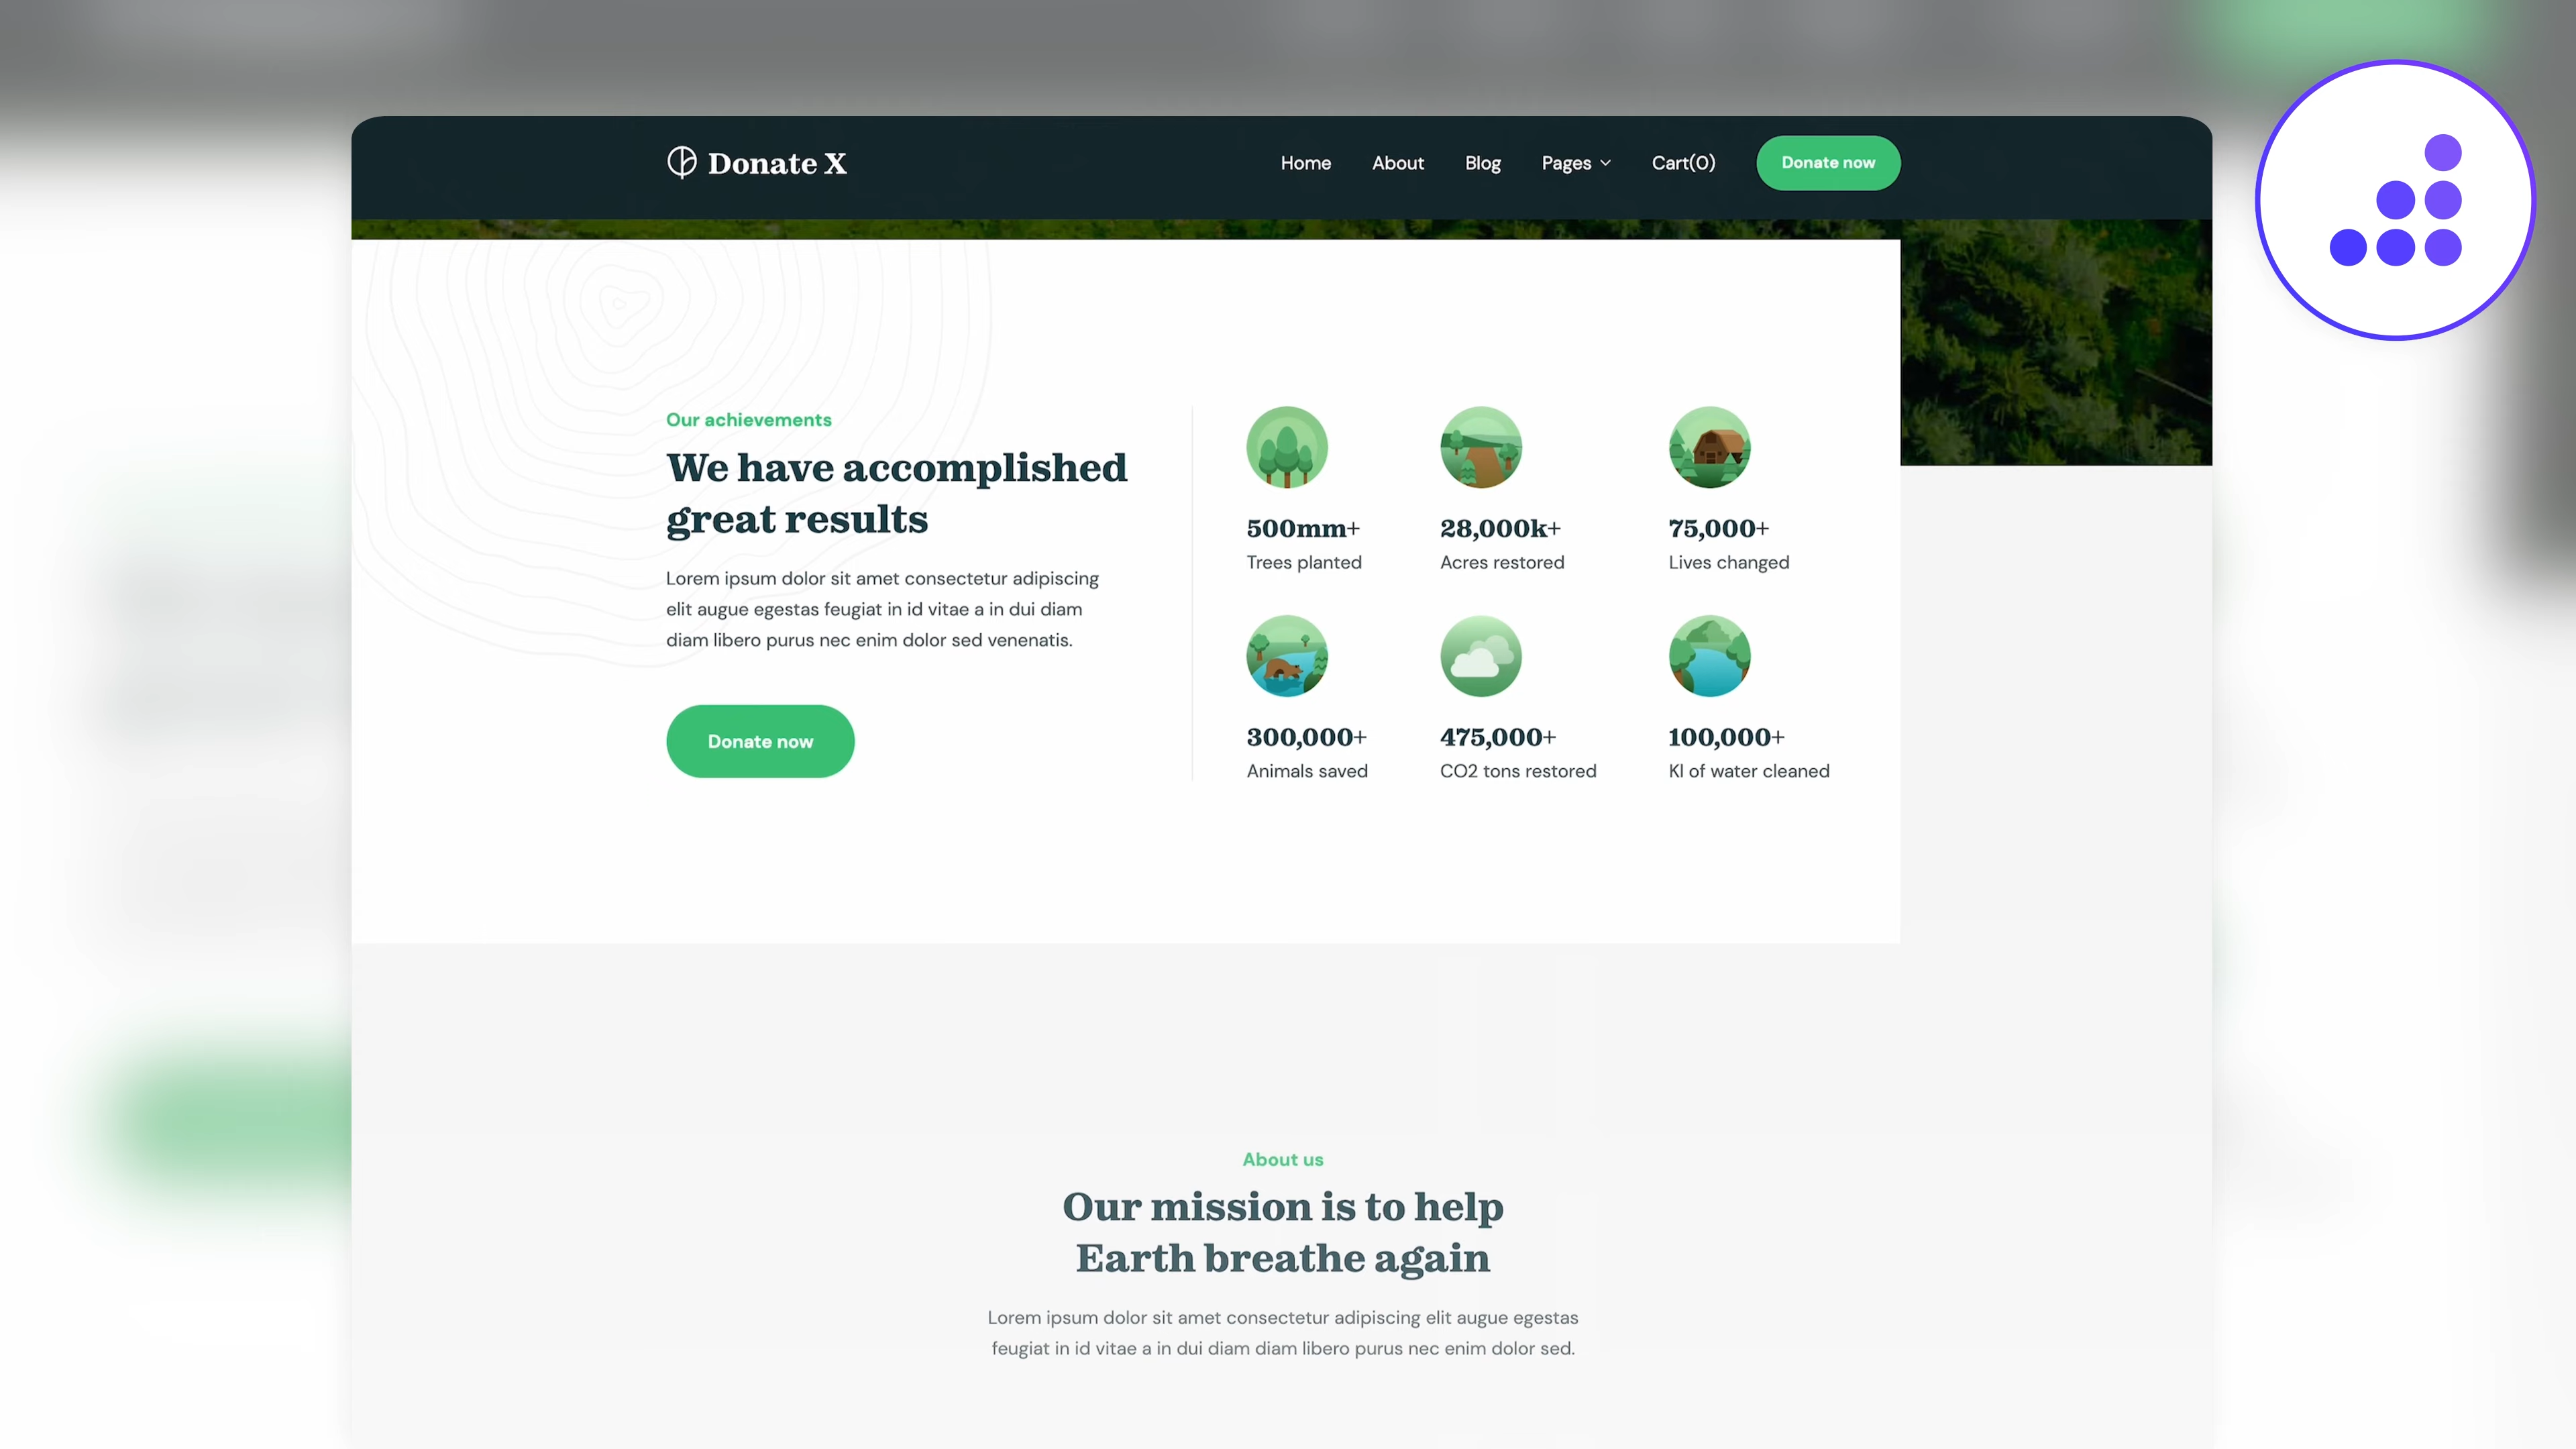 Donate X
Home About Blog Pages Cart(0) Donate now
Our achievements
We have accomplished
great results
Lorem ipsum dolor sit amet consectetur adipiscing
elit augue egestas feugiat in id vitae a in dui diam
diam libero purus nec enim dolor sed venenatis.
Donate now
500mm+
Trees planted
28,000k+
Acres restored
75,000+
Lives changed
300,000+
Animals saved
475,000+
CO2 tons restored
100,000+
Kl of water cleaned
About us
Our mission is to help
Earth breathe again
Lorem ipsum dolor sit amet consectetur adipiscing elit augue egestas
feugiat in id vitae a in dui diam diam libero purus nec enim dolor sed.